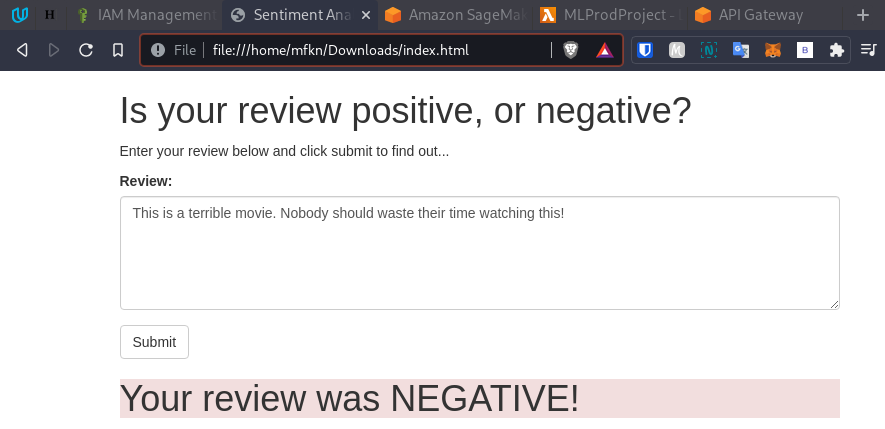 H
IAM Management
Sentiment Ana
Amazon SageMak
MLProdProject -
API Gateway
File
file:///home/mfkn/Downloads/index.html
M
N
G
B
Is your review positive, or negative?
Enter your review below and click submit to find out...
Review:
This is a terrible movie. Nobody should waste their time watching this!
Submit
Your review was NEGATIVE!